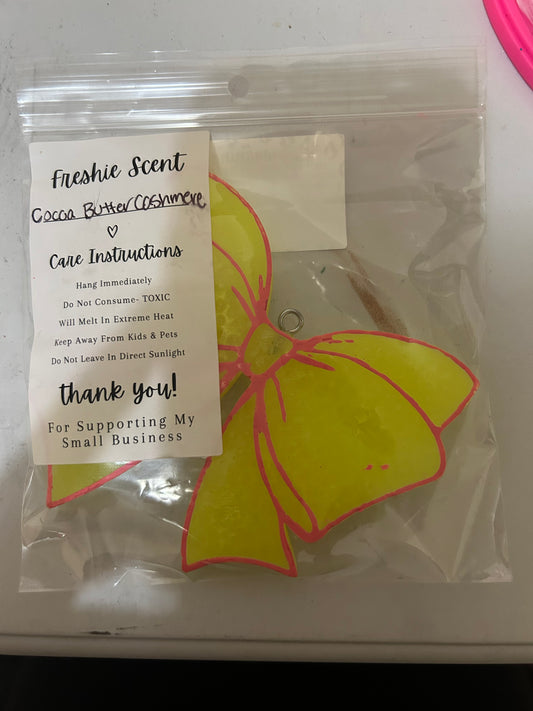 Freshie Scent
Cocoa Butter Cashmere
Care Instructions
Hang Immediately
Do Not Consume- TOXIC
Will Melt In Extreme Heat
Keep Away From Kids & Pets
Do Not Leave In Direct Sunlight
thank you!
For Supporting My
Small Business